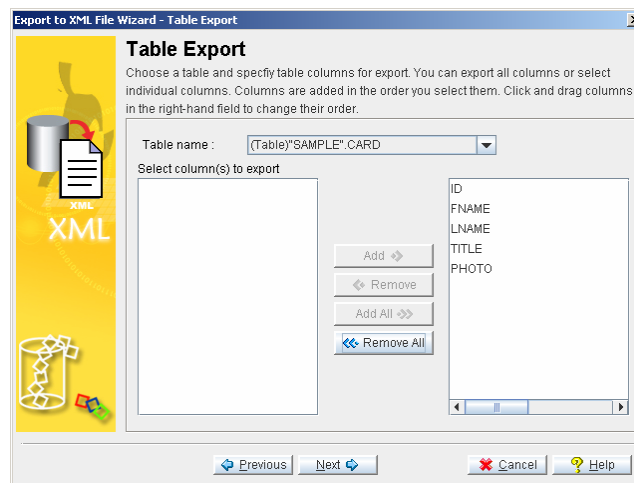 Export to XML File Wizard - Table Export
Table Export
Choose a table and specfiy table columns for export. You can export all columns or select
individual columns. Columns are added in the order you select them. Click and drag columns
in the right-hand field to change their order.
Table name :
(Table)"SAMPLE".CARD
Select column(s) to export
ID
FNAME
LNAME
TITLE
PHOTO
Add
Remove
Add All
Remove All
XML
XML
Previous
Next
Cancel
Help